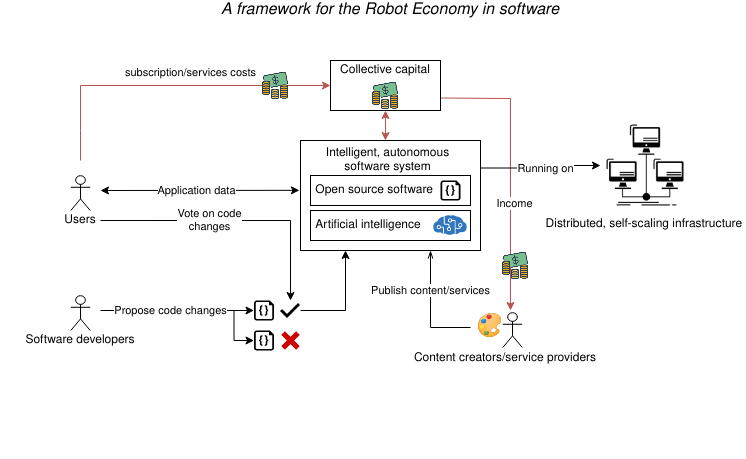 A framework for the Robot Economy in software
subscription/services costs
Collective capital
Intelligent, autonomous
software system
Open source software
{}
Artificial intelligence
Running on
Distributed, self-scaling infrastructure
Income
Application data
Users
Vote on code
changes
Publish content/services
Propose code changes
{}
{}
Software developers
Content creators/service providers